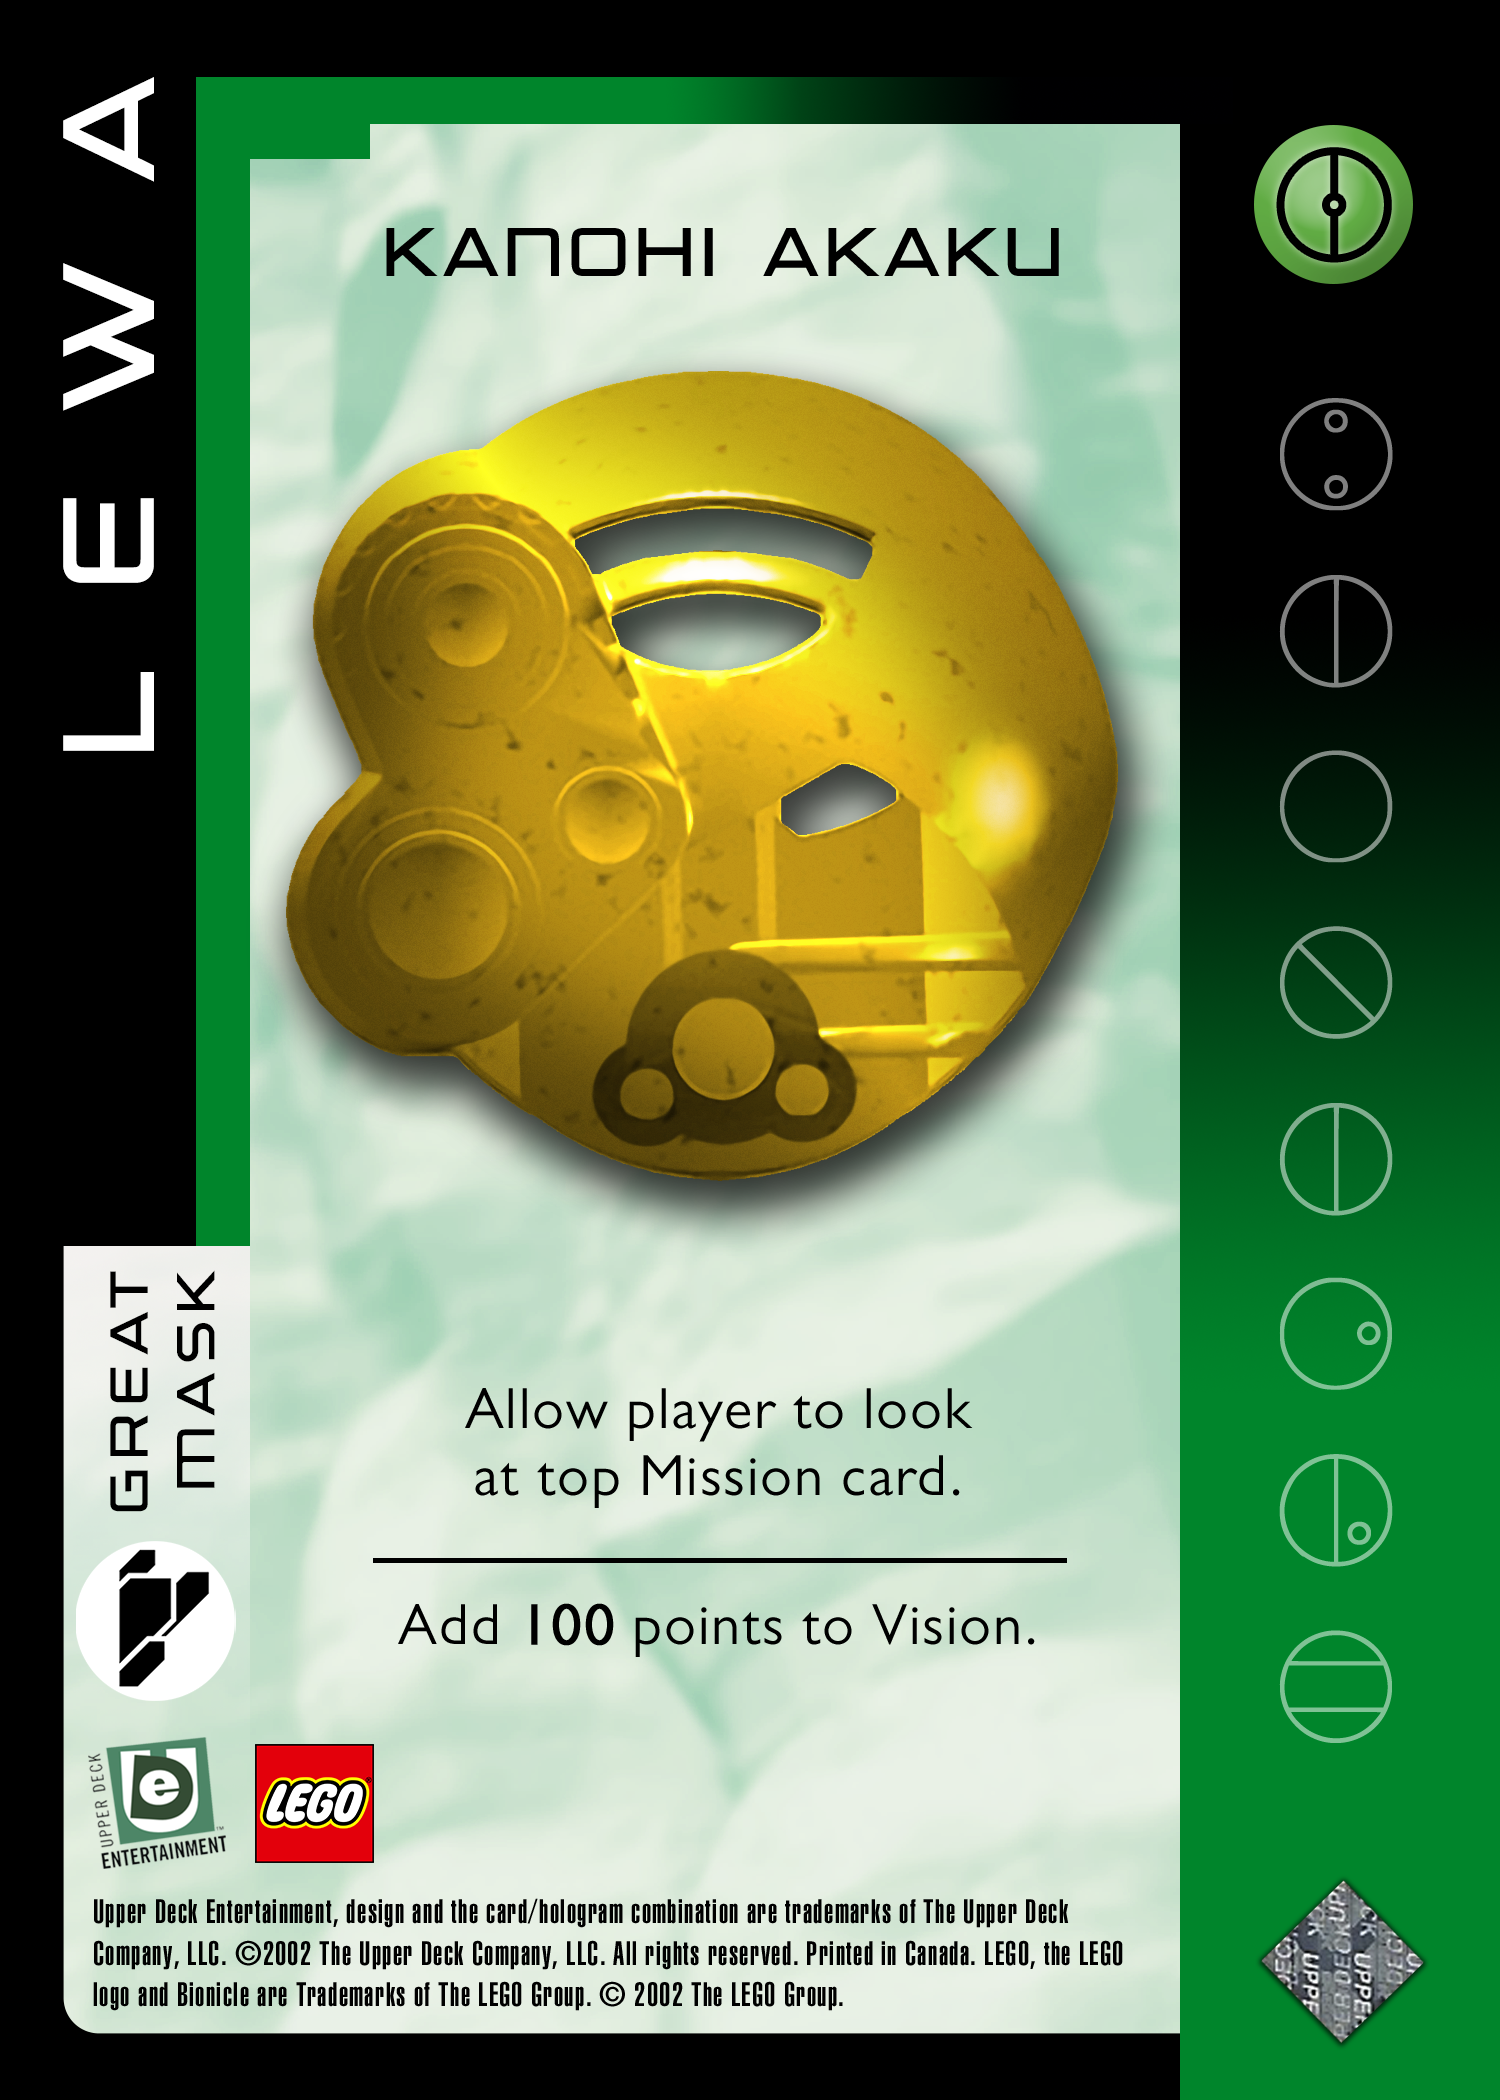 LEWA
KANOHI AKAKU
GREAT
MASK
Allow player to look
at top Mission card.
Add 100 points to Vision.
UPPER DECK
e
™
ENTERTAINMENT
LEGO
Upper Deck Entertainment, design and the card/hologram combination are trademarks of The Upper Deck
Company, LLC. ©2002 The Upper Deck Company, LLC. All rights reserved. Printed in Canada. LEGO, the LEGO
logo and Bionicle are Trademarks of The LEGO Group. © 2002 The LEGO Group.